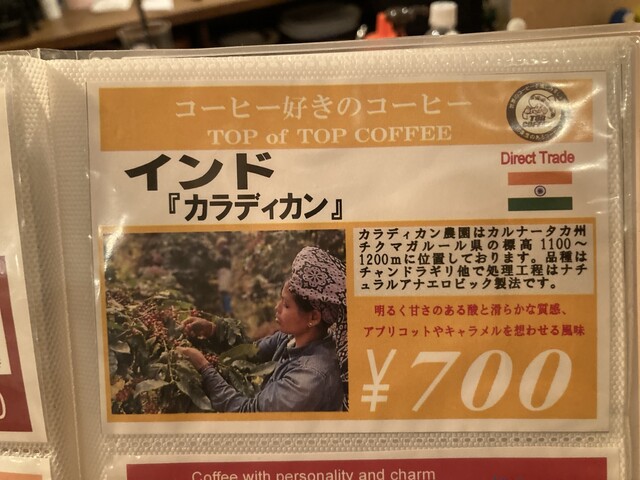 コーヒー好きのコーヒー
TOP of TOP COFFEE
インド
『カラディカン』
Direct Trade
カラディカン農園はカルナータカ州
チクマガルール県の標高1100～
1200mに位置しております。品種は
チャンドラギリ他で処理工程はナチ
ュラルアナエロビック製法です。
明るく甘さのある酸と滑らかな質感、
アプリコットやキャラメルを想わせる風味
¥700
Coffee with personality and charm